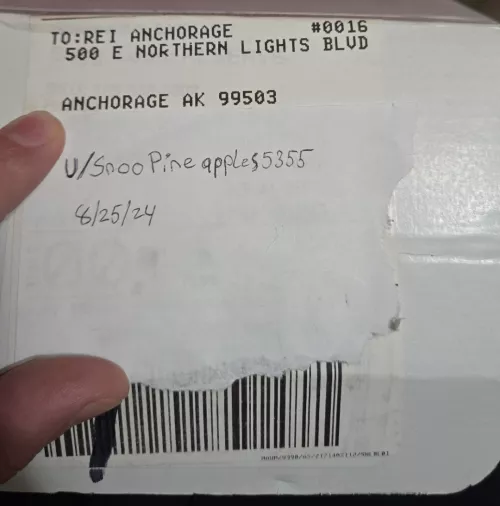 TO:REI ANCHORAGE #0016
500 E NORTHERN LIGHTS BLVD
ANCHORAGE AK 99503
U/SnooPineapples5355
8/25/24